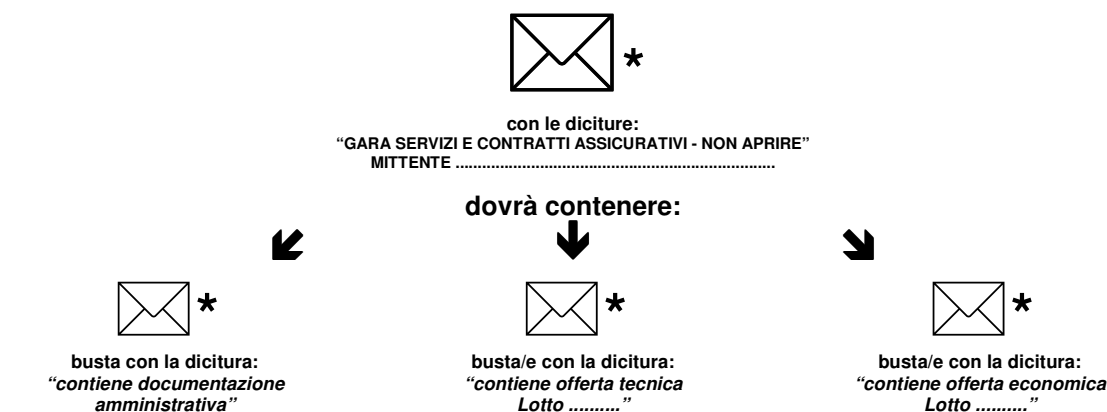 *
con le diciture:
“GARA SERVIZI E CONTRATTI ASSICURATIVI - NON APRIRE”
MITTENTE .......................................................................
dovrà contenere:
* * *
busta con la dicitura:
“contiene documentazione
amministrativa”
busta/e con la dicitura:
“contiene offerta tecnica
Lotto ..........”
busta/e con la dicitura:
“contiene offerta economica
Lotto ..........”